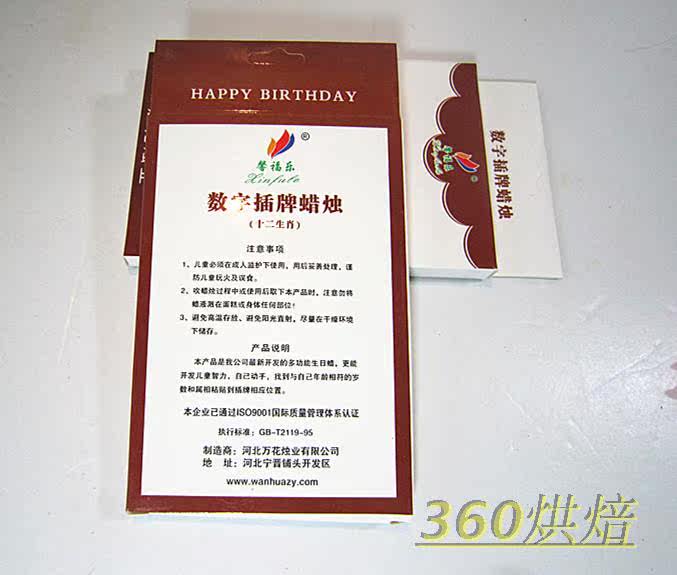 HAPPY BIRTHDAY
®
馨福乐
Xinfule
数字插牌蜡烛
(十二生肖)
注意事项
1、儿童必须在成人监护下使用，用后妥善处理，谨
防儿童玩火及误食。
2、吹蜡烛过程中或使用后取下本产品时，注意勿将
蜡液溅在蛋糕或身体任何部位!
3、避免高温存放、避免阳光直射，尽量在干燥环境
下储存。
产品说明
本产品是我公司最新开发的多功能生日蜡，更能
开发儿童智力，自己动手，找到与自己年龄相符的岁
数和属相粘贴到插牌相应位置。
本企业已通过ISO9001国际质量管理体系认证
执行标准：GB-T2119-95
制造商：河北万花烛业有限公司
地 址：河北宁晋铺头开发区
www.wanhuazy.com
馨福乐
数字插牌蜡烛
360烘焙